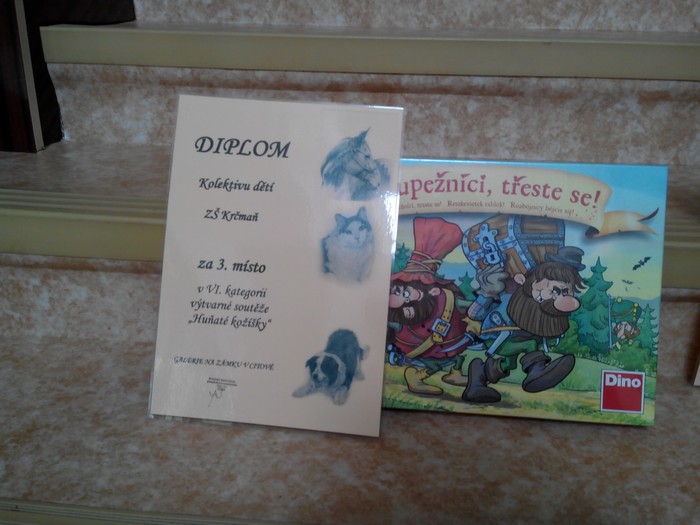 DIPLOM
Kolektivu dětí
ZŠ Krčmaň
za 3. místo
v VI. kategorii
výtvarné soutěže
„Huňaté kožíšky"
GALERIE NA ZÁMKU V CITOVĚ
upežníci, třeste se!
Dino